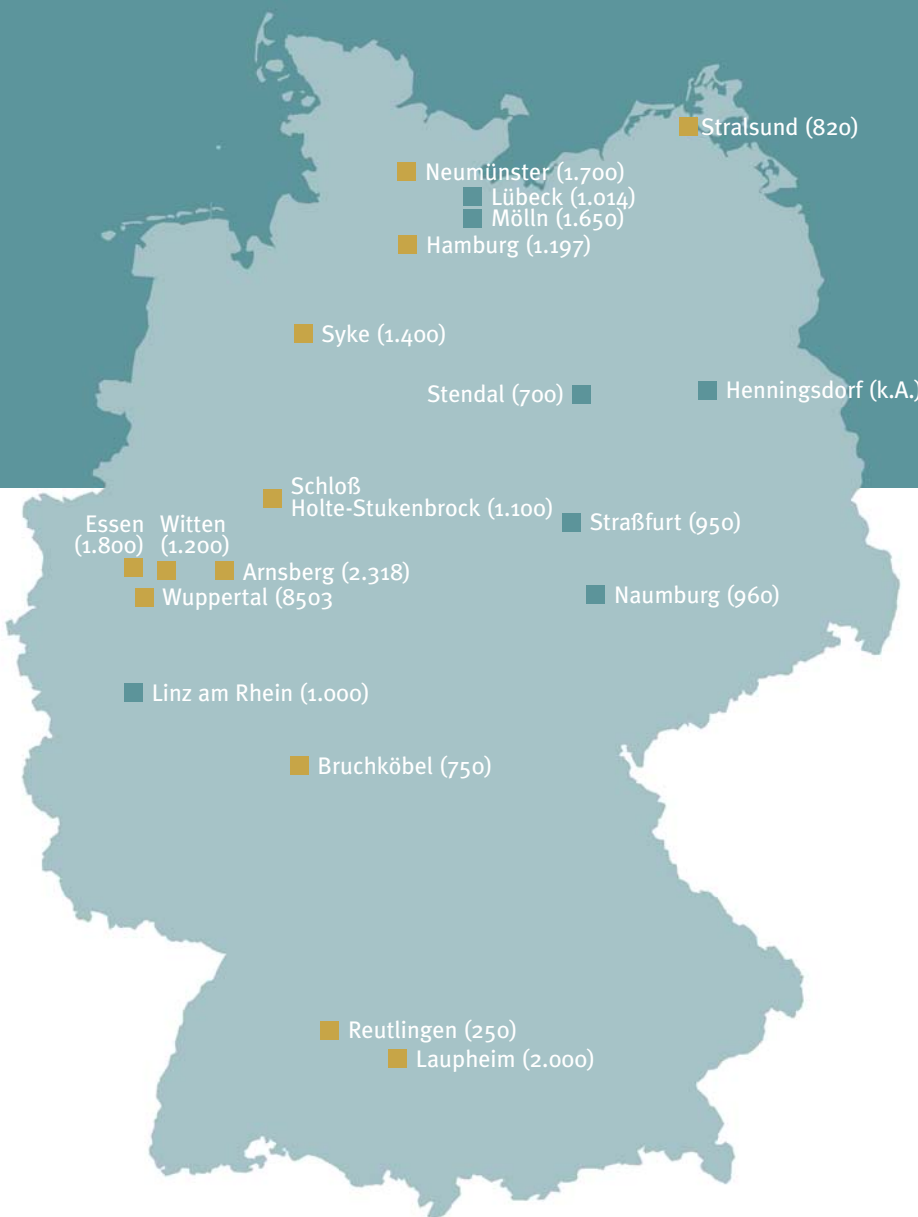 Stralsund (820)
Neumünster (1.700)
Lübeck (1.014)
Mölln (1.650)
Hamburg (1.197)
Syke (1.400)
Stendal (700)
Henningsdorf (k.A.)
Schloß
Holte-Stukenbrock (1.100)
Straßfurt (950)
Essen
(1.800)
Witten
(1.200)
Arnsberg (2.318)
Wuppertal (8503
Naumburg (960)
Linz am Rhein (1.000)
Bruchköbel (750)
Reutlingen (250)
Laupheim (2.000)